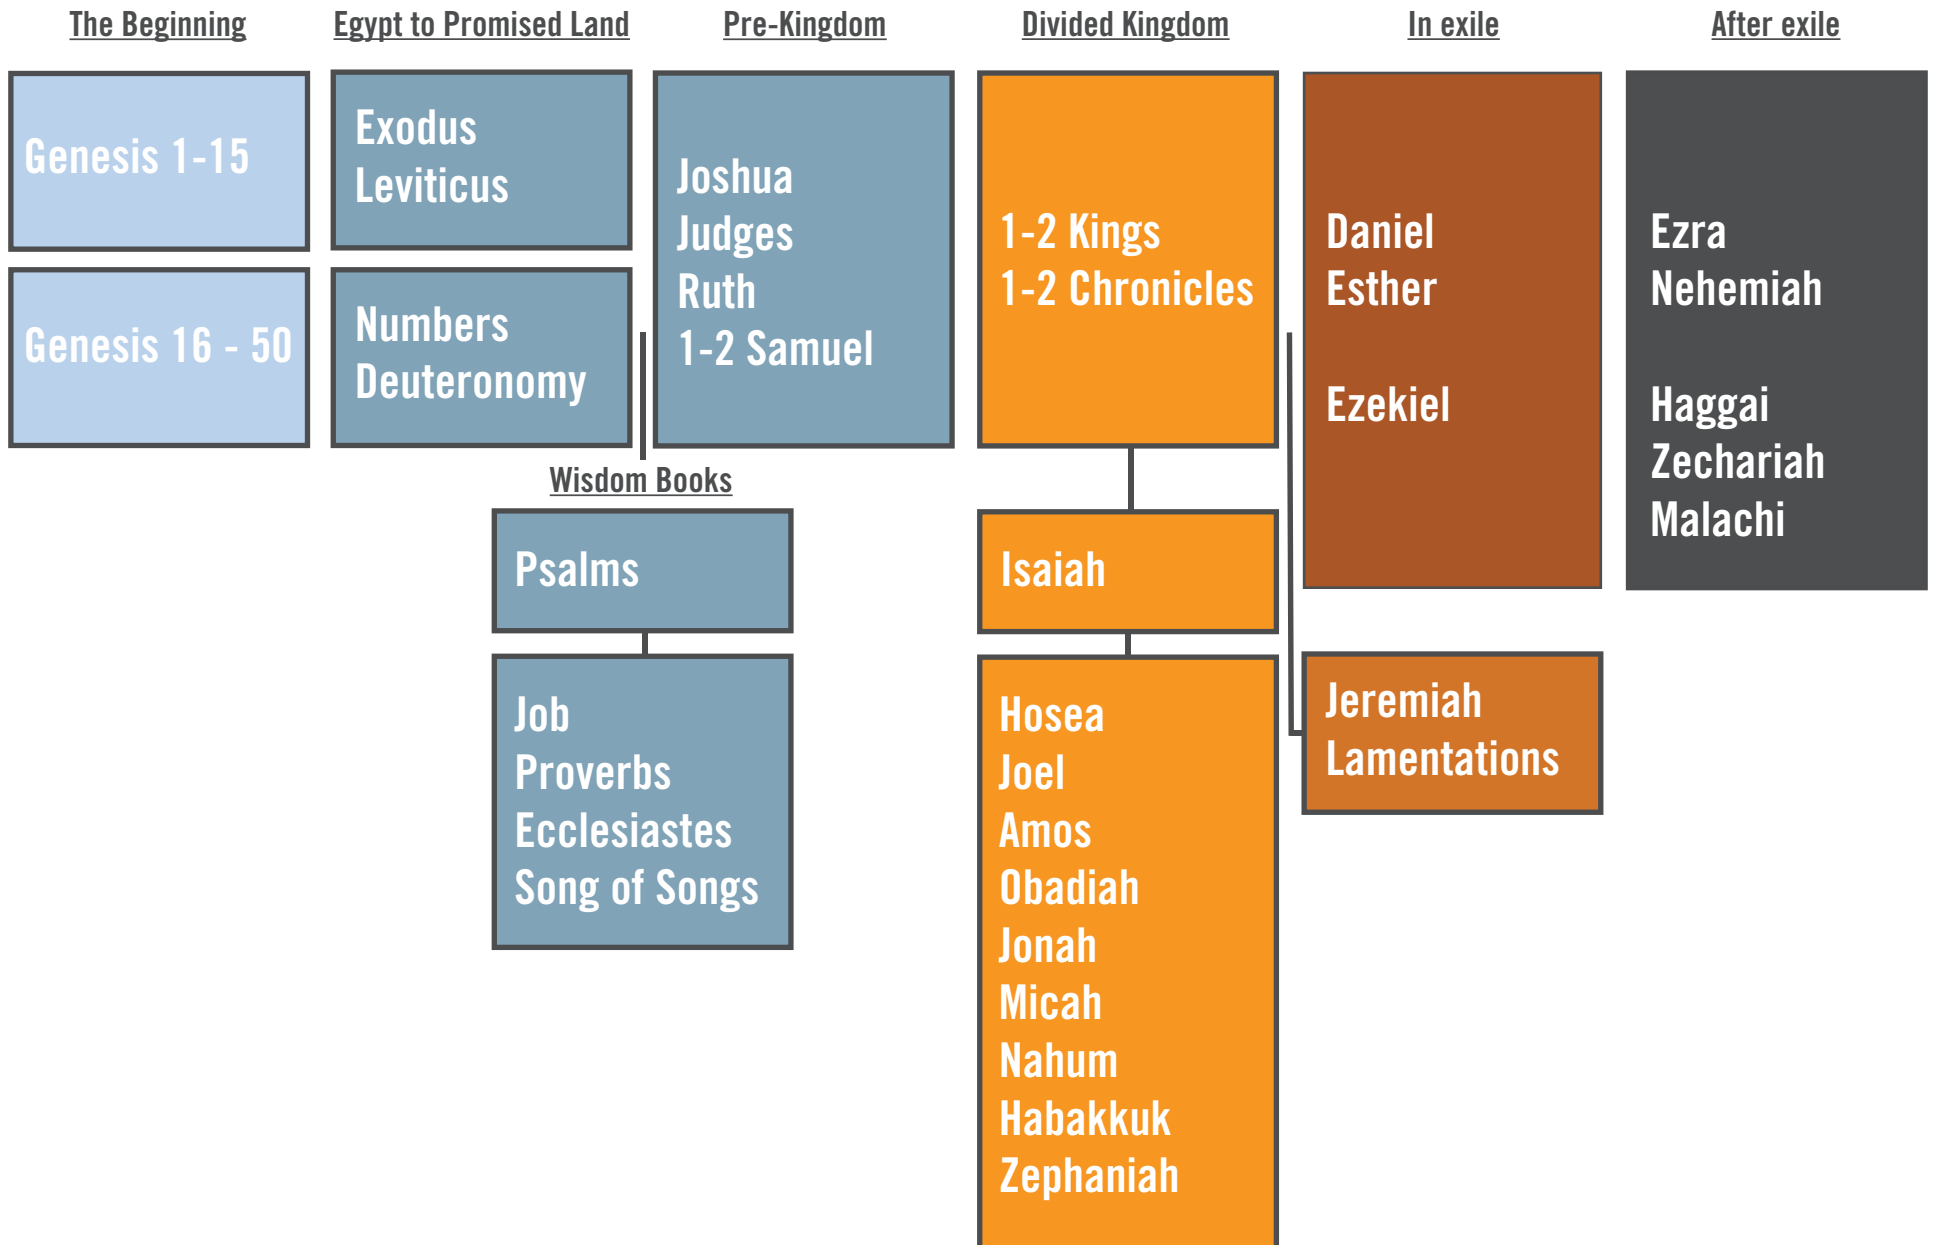 The Beginning
Genesis 1-15
Genesis 16 - 50
Egypt to Promised Land
Exodus
Leviticus
Numbers
Deuteronomy
Pre-Kingdom
Joshua
Judges
Ruth
1-2 Samuel
Wisdom Books
Psalms
Job
Proverbs
Ecclesiastes
Song of Songs
Divided Kingdom
1-2 Kings
1-2 Chronicles
Isaiah
Hosea
Joel
Amos
Obadiah
Jonah
Micah
Nahum
Habakkuk
Zephaniah
In exile
Daniel
Esther
Ezekiel
Jeremiah
Lamentations
After exile
Ezra
Nehemiah
Haggai
Zechariah
Malachi